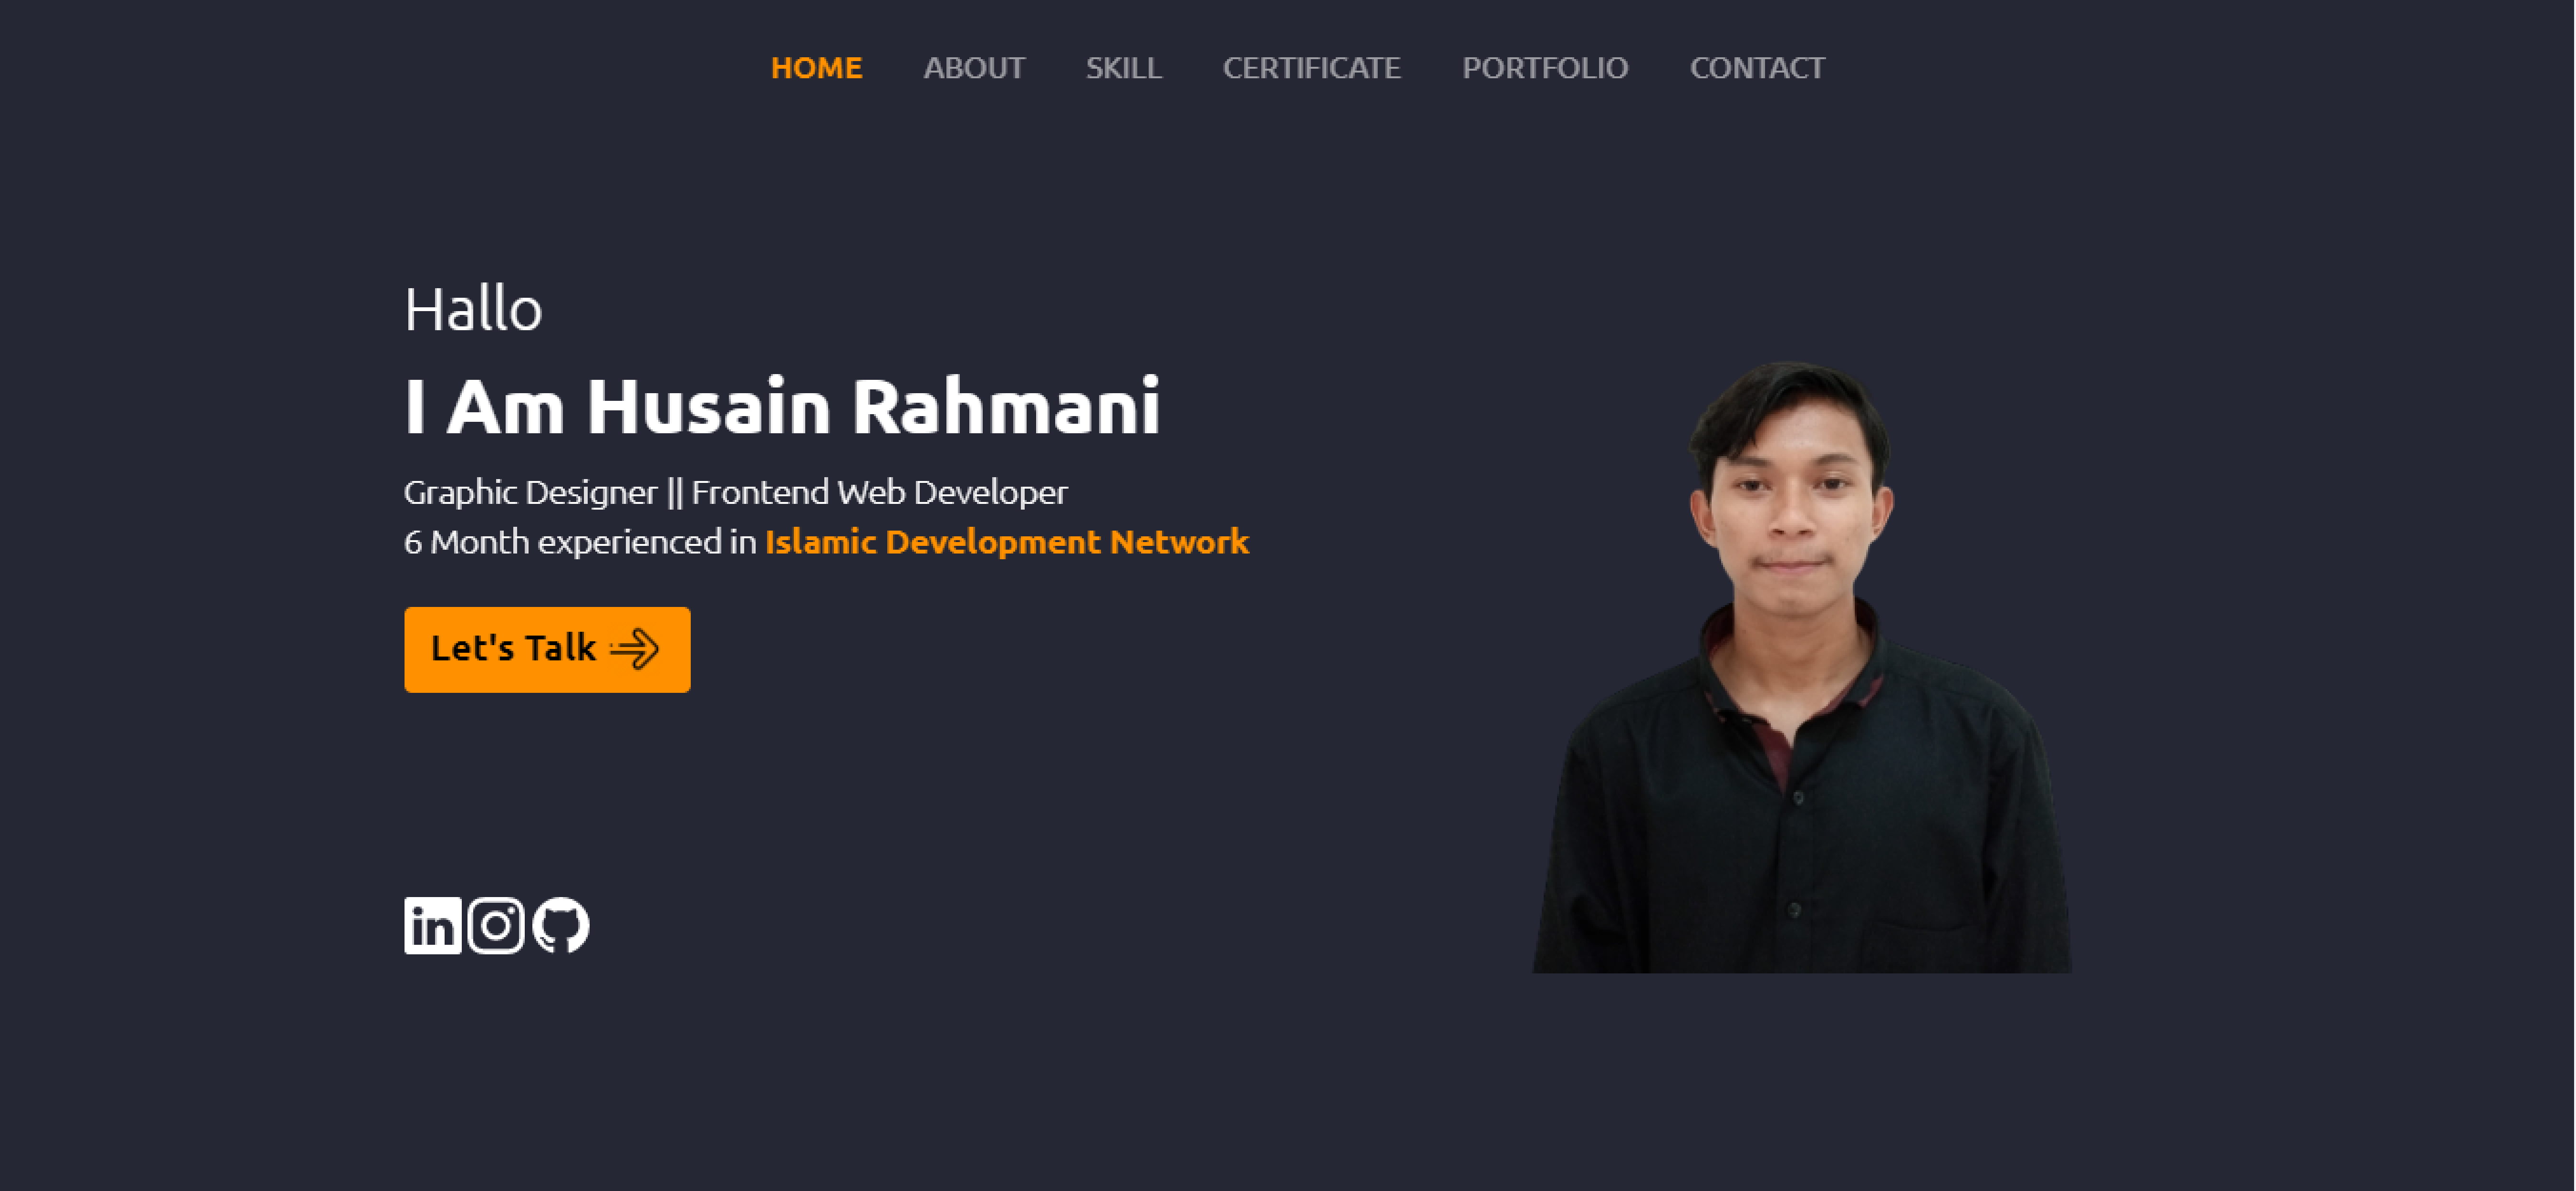 HOME ABOUT SKILL CERTIFICATE PORTFOLIO CONTACT
Hallo
I Am Husain Rahmani
Graphic Designer || Frontend Web Developer
6 Month experienced in Islamic Development Network
Let's Talk
in